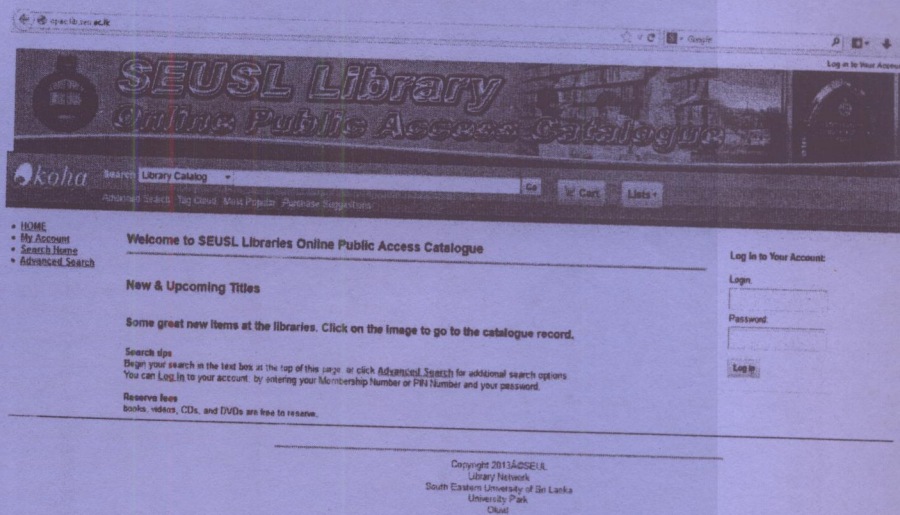 opac.lib.seu.ac.lk
Google
Log in to Your Accou
SEUSL Library
Online Public Access Catalogue
koha
Search Library Catalog Go Cart Lists
Advanced Search Tag Cloud Most Popular Purchase Suggestions
HOME
My Account
Search Home
Advanced Search
Welcome to SEUSL Libraries Online Public Access Catalogue
New & Upcoming Titles
Some great new items at the libraries. Click on the image to go to the catalogue record.
Search tips
Begin your search in the text box at the top of this page, or click Advanced Search for additional search options
You can Log in to your account, by entering your Membership Number or PIN Number and your password.
Reserve fees
books, videos, CDs, and DVDs are free to reserve.
Log in to Your Account:
Login:
Password:
Log in
Copyright 2013Â©SEUL
Library Network
South Eastern University of Sri Lanka
University Park
Oluvil